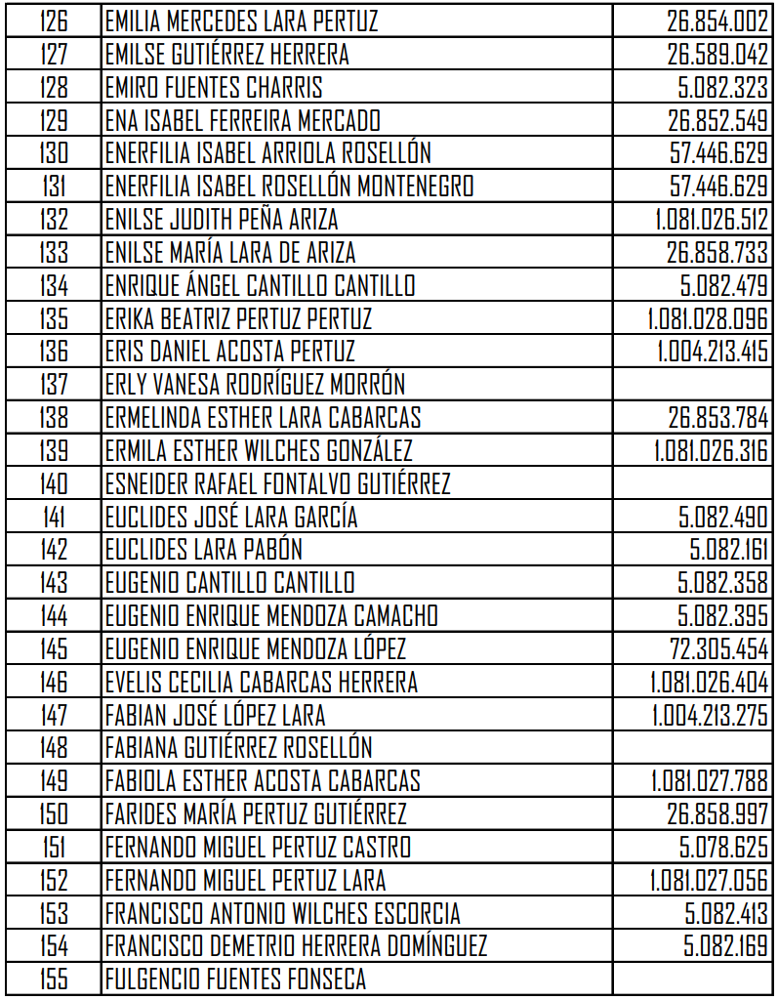 126 EMILIA MERCEDES LARA PERTUZ 26.854.002
127 EMILSE GUTIÉRREZ HERRERA 26.589.042
128 EMIRO FUENTES CHARRIS 5.082.323
129 ENA ISABEL FERREIRA MERCADO 26.852.549
130 ENERFILIA ISABEL ARRIOLA ROSELLÓN 57.446.629
131 ENERFILIA ISABEL ROSELLÓN MONTENEGRO 57.446.629
132 ENILSE JUDITH PEÑA ARIZA 1.081.026.512
133 ENILSE MARÍA LARA DE ARIZA 26.858.733
134 ENRIQUE ÁNGEL CANTILLO CANTILLO 5.082.479
135 ERIKA BEATRIZ PERTUZ PERTUZ 1.081.028.096
136 ERIS DANIEL ACOSTA PERTUZ 1.004.213.415
137 ERLY VANESA RODRÍGUEZ MORRÓN
138 ERMELINDA ESTHER LARA CABARCAS 26.853.784
139 ERMILA ESTHER WILCHES GONZÁLEZ 1.081.026.316
140 ESNEIDER RAFAEL FONTALVO GUTIÉRREZ
141 EUCLIDES JOSÉ LARA GARCÍA 5.082.490
142 EUCLIDES LARA PABÓN 5.082.161
143 EUGENIO CANTILLO CANTILLO 5.082.358
144 EUGENIO ENRIQUE MENDOZA CAMACHO 5.082.395
145 EUGENIO ENRIQUE MENDOZA LÓPEZ 72.305.454
146 EVELIS CECILIA CABARCAS HERRERA 1.081.026.404
147 FABIAN JOSÉ LÓPEZ LARA 1.004.213.275
148 FABIANA GUTIÉRREZ ROSELLÓN
149 FABIOLA ESTHER ACOSTA CABARCAS 1.081.027.788
150 FARIDES MARÍA PERTUZ GUTIÉRREZ 26.858.997
151 FERNANDO MIGUEL PERTUZ CASTRO 5.078.625
152 FERNANDO MIGUEL PERTUZ LARA 1.081.027.056
153 FRANCISCO ANTONIO WILCHES ESCORCIA 5.082.413
154 FRANCISCO DEMETRIO HERRERA DOMÍNGUEZ 5.082.169
155 FULGENCIO FUENTES FONSECA